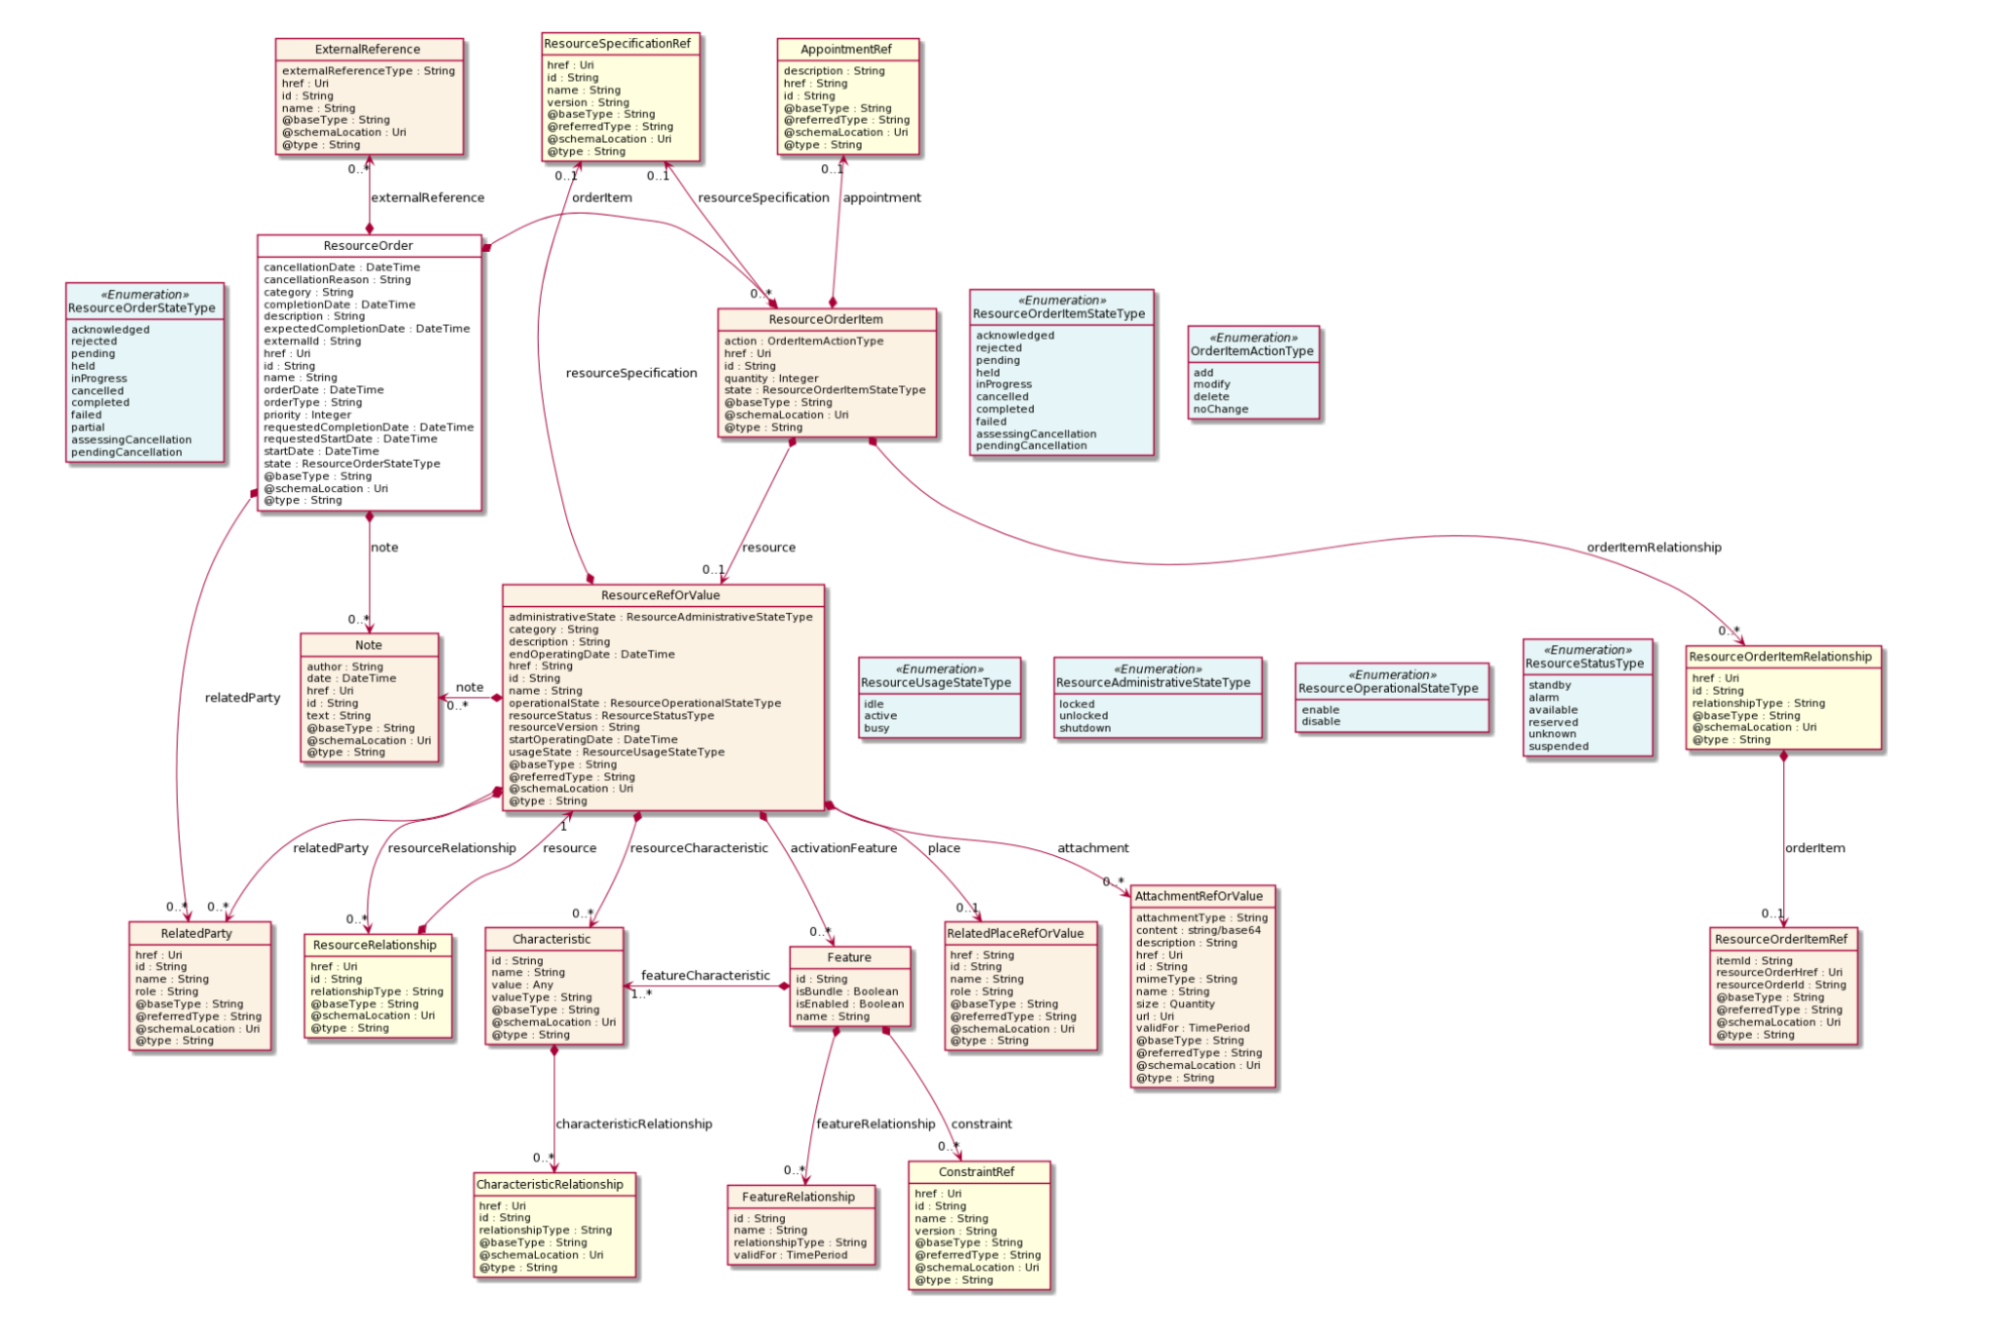 ExternalReference
externalReferenceType : String
href : Uri
id : String
name : String
@baseType : String
@schemaLocation : Uri
@type : String
ResourceSpecificationRef
href : Uri
id : String
name : String
version : String
@baseType : String
@referredType : String
@schemaLocation : Uri
@type : String
AppointmentRef
description : String
href : String
id : String
@baseType : String
@referredType : String
@schemaLocation : Uri
@type : String
0..*
0..1
0..1
0..1
externalReference
orderItem
resourceSpecification
appointment
ResourceOrder
cancellationDate : DateTime
cancellationReason : String
category : String
completionDate : DateTime
description : String
expectedCompletionDate : DateTime
externalId : String
href : Uri
id : String
name : String
orderDate : DateTime
orderType : String
priority : Integer
requestedCompletionDate : DateTime
requestedStartDate : DateTime
startDate : DateTime
state : ResourceOrderStateType
@baseType : String
@schemaLocation : Uri
@type : String
«Enumeration»
ResourceOrderStateType
acknowledged
rejected
pending
held
inProgress
cancelled
completed
failed
partial
assessingCancellation
pendingCancellation
0..*
ResourceOrderItem
action : OrderItemActionType
href : Uri
id : String
quantity : Integer
state : ResourceOrderItemStateType
@baseType : String
@schemaLocation : Uri
@type : String
«Enumeration»
ResourceOrderItemStateType
acknowledged
rejected
pending
held
inProgress
cancelled
completed
failed
assessingCancellation
pendingCancellation
«Enumeration»
OrderItemActionType
add
modify
delete
noChange
resourceSpecification
note
resource
orderItemRelationship
0..*
0..1
0..*
Note
author : String
date : DateTime
href : Uri
id : String
text : String
@baseType : String
@schemaLocation : Uri
@type : String
relatedParty
note
0..*
ResourceRefOrValue
administrativeState : ResourceAdministrativeStateType
category : String
description : String
endOperatingDate : DateTime
href : String
id : String
name : String
operationalState : ResourceOperationalStateType
resourceStatus : ResourceStatusType
resourceVersion : String
startOperatingDate : DateTime
usageState : ResourceUsageStateType
@baseType : String
@referredType : String
@schemaLocation : Uri
@type : String
«Enumeration»
ResourceUsageStateType
idle
active
busy
«Enumeration»
ResourceAdministrativeStateType
locked
unlocked
shutdown
«Enumeration»
ResourceOperationalStateType
enable
disable
«Enumeration»
ResourceStatusType
standby
alarm
available
reserved
unknown
suspended
ResourceOrderItemRelationship
href : Uri
id : String
relationshipType : String
@baseType : String
@schemaLocation : Uri
@type : String
1
relatedParty
resourceRelationship
resource
resourceCharacteristic
activationFeature
place
attachment
orderItem
0..*
0..*
0..*
0..*
0..*
0..1
0..*
0..1
RelatedParty
href : Uri
id : String
name : String
role : String
@baseType : String
@referredType : String
@schemaLocation : Uri
@type : String
ResourceRelationship
href : Uri
id : String
relationshipType : String
@baseType : String
@schemaLocation : Uri
@type : String
Characteristic
id : String
name : String
value : Any
valueType : String
@baseType : String
@schemaLocation : Uri
@type : String
featureCharacteristic
1..*
Feature
id : String
isBundle : Boolean
isEnabled : Boolean
name : String
RelatedPlaceRefOrValue
href : String
id : String
name : String
role : String
@baseType : String
@referredType : String
@schemaLocation : Uri
@type : String
AttachmentRefOrValue
attachmentType : String
content : string/base64
description : String
href : Uri
id : String
mimeType : String
name : String
size : Quantity
url : Uri
validFor : TimePeriod
@baseType : String
@referredType : String
@schemaLocation : Uri
@type : String
ResourceOrderItemRef
itemId : String
resourceOrderHref : Uri
resourceOrderId : String
@baseType : String
@referredType : String
@schemaLocation : Uri
@type : String
characteristicRelationship
featureRelationship
constraint
0..*
0..*
0..*
CharacteristicRelationship
href : Uri
id : String
relationshipType : String
@baseType : String
@schemaLocation : Uri
@type : String
FeatureRelationship
id : String
name : String
relationshipType : String
validFor : TimePeriod
ConstraintRef
href : Uri
id : String
name : String
version : String
@baseType : String
@referredType : String
@schemaLocation : Uri
@type : String